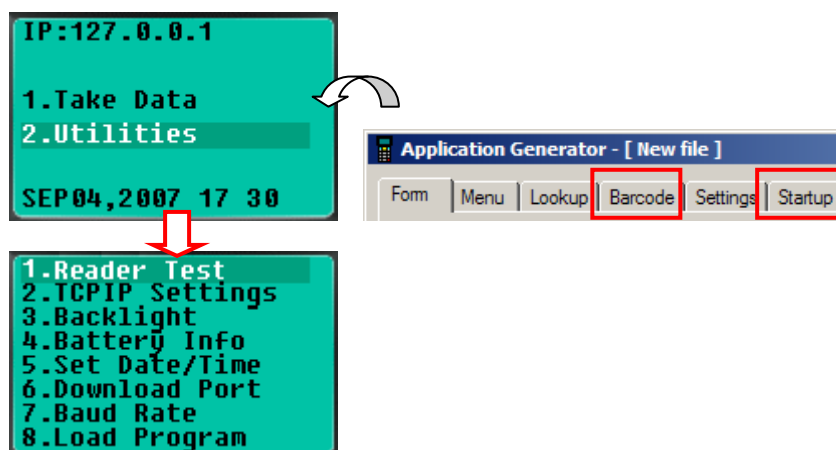 IP:127.0.0.1
1.Take Data
2.Utilities
SEP04,2007 17 30
Application Generator - [ New file ]
Form Menu Lookup Barcode Settings Startup
1.Reader Test
2.TCPIP Settings
3.Backlight
4.Battery Info
5.Set Date/Time
6.Download Port
7.Baud Rate
8.Load Program